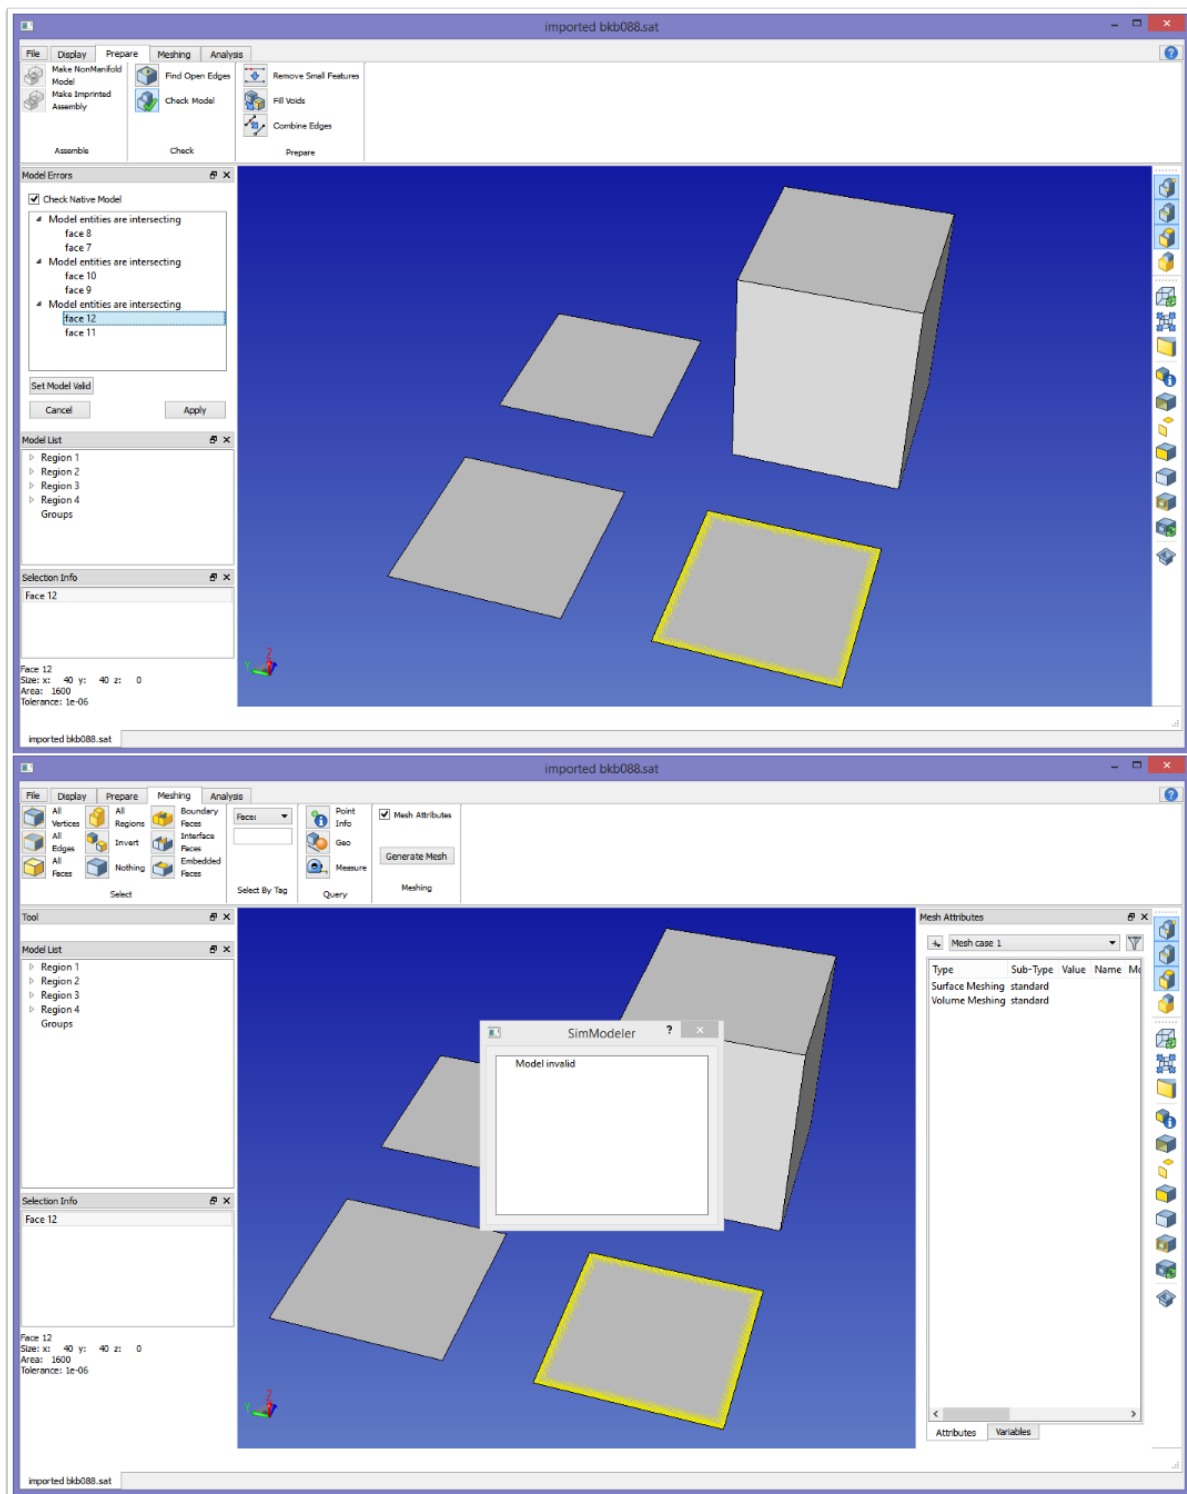 imported bkb088.sat
File Display Prepare Meshing Analysis
Make NonManifold
Model
Make Imprinted
Assembly
Assemble
Find Open Edges
Check Model
Check
Remove Small Features
Fill Voids
Combine Edges
Prepare
Model Errors
Check Native Model
Model entities are intersecting
face 8
face 7
Model entities are intersecting
face 10
face 9
Model entities are intersecting
face 12
face 11
Set Model Valid
Cancel Apply
Model List
Region 1
Region 2
Region 3
Region 4
Groups
Selection Info
Face 12
Face 12
Size: x: 40 y: 40 z: 0
Area: 1600
Tolerance: 1e-06
Z
Y
imported bkb088.sat
imported bkb088.sat
File Display Prepare Meshing Analysis
All
Vertices
All
Edges
All
Faces
All
Regions
Invert
Nothing
Boundary
Faces
Interface
Faces
Embedded
Faces
Select
Face:
Select By Tag
Point
Info
Geo
Measure
Query
Mesh Attributes
Generate Mesh
Meshing
Tool
Model List
Region 1
Region 2
Region 3
Region 4
Groups
Selection Info
Face 12
Face 12
Size: x: 40 y: 40 z: 0
Area: 1600
Tolerance: 1e-06
SimModeler
Model invalid
Z
Y
Mesh Attributes
Mesh case 1
Type Sub-Type Value Name Mo
Surface Meshing standard
Volume Meshing standard
Attributes Variables
imported bkb088.sat